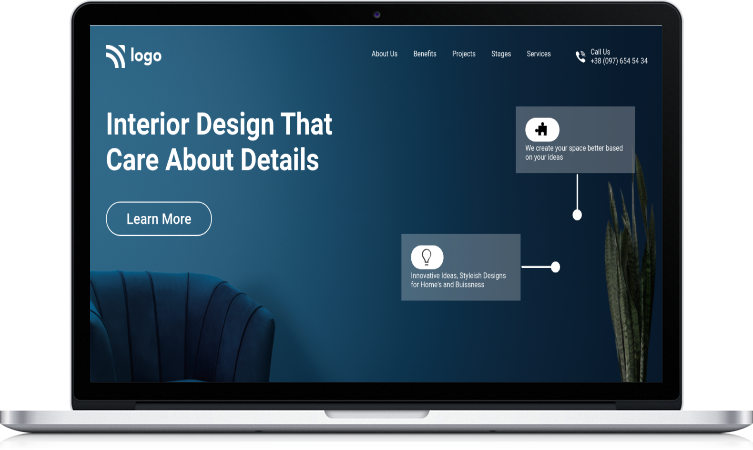 logo
About Us
Benefits
Projects
Stages
Services
Call Us
+38 (097) 654 54 34
Interior Design That
Care About Details
Learn More
We create your space better based
on your ideas
Innovative Ideas, Styleish Designs
for Home's and Buissness